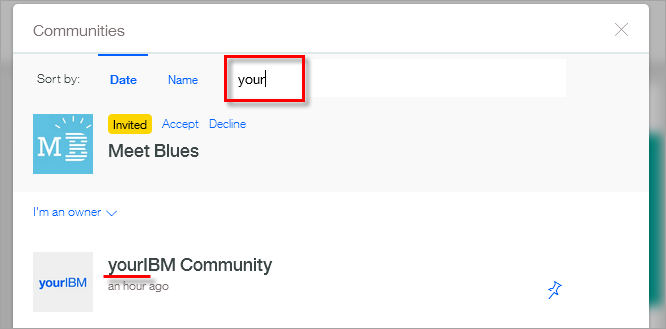 Communities
Sort by: Date Name your
Invited Accept Decline
MB
Meet Blues
I'm an owner
yourIBM
yourIBM Community
an hour ago